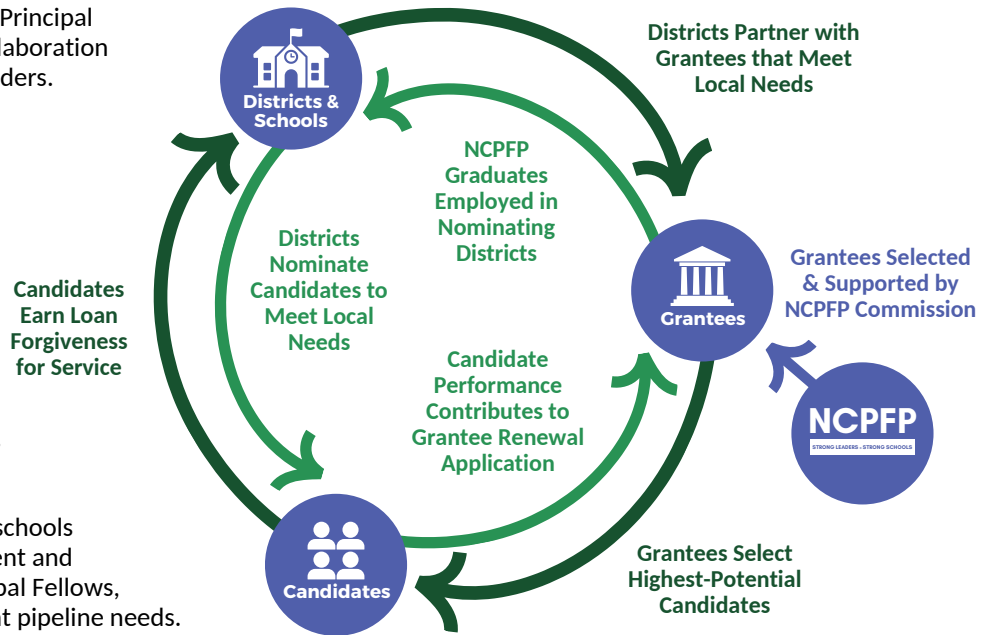 Principal
laboration
ders.
Districts &
Schools
Districts Partner with
Grantees that Meet
Local Needs
NCPFP
Graduates
Employed in
Nominating
Districts
Districts
Nominate
Candidates to
Meet Local
Needs
Grantees
Grantees Selected
& Supported by
NCPFP Commission
Candidates
Earn Loan
Forgiveness
for Service
Candidate
Performance
Contributes to
Grantee Renewal
Application
NCPFP
STRONG LEADERS - STRONG SCHOOLS
schools
ent and
pal Fellows,
t pipeline needs.
Candidates
Grantees Select
Highest-Potential
Candidates